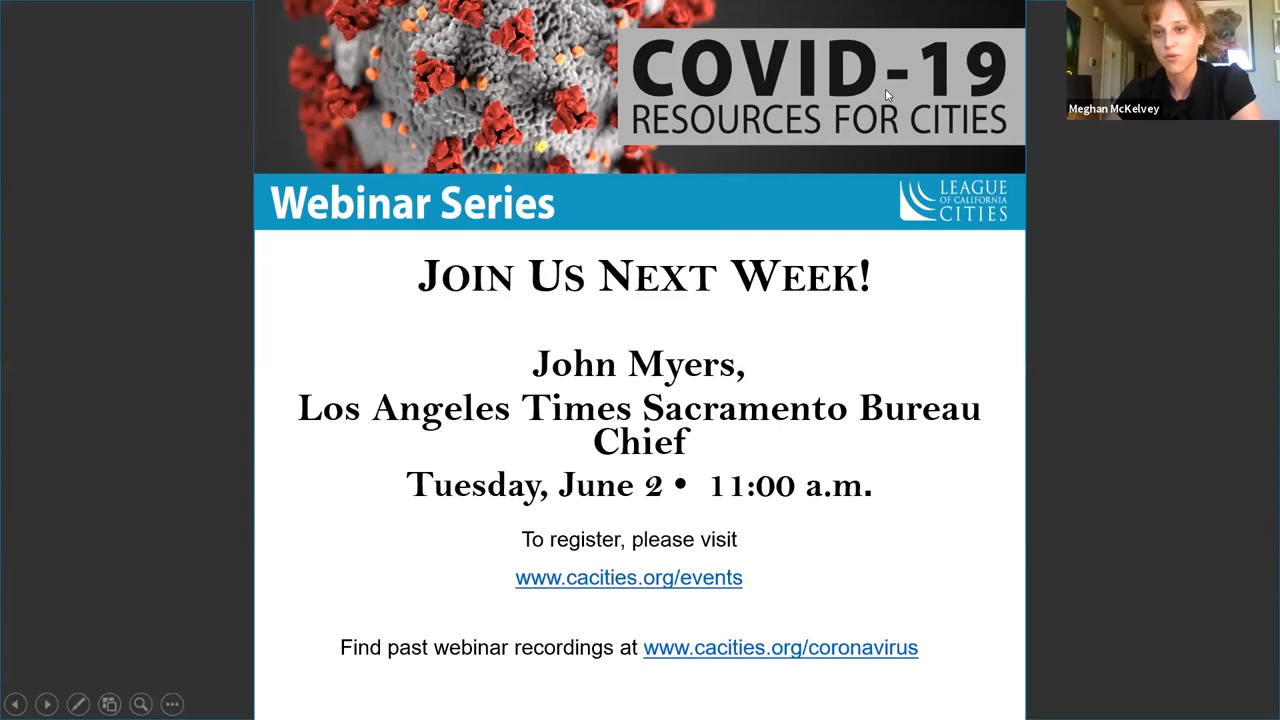 COVID-19
RESOURCES FOR CITIES
Meghan McKelvey
Webinar Series
LEAGUE
OF CALIFORNIA
CITIES
JOIN US NEXT WEEK!
John Myers,
Los Angeles Times Sacramento Bureau
Chief
Tuesday, June 2 • 11:00 a.m.
To register, please visit
www.cacities.org/events
Find past webinar recordings at www.cacities.org/coronavirus